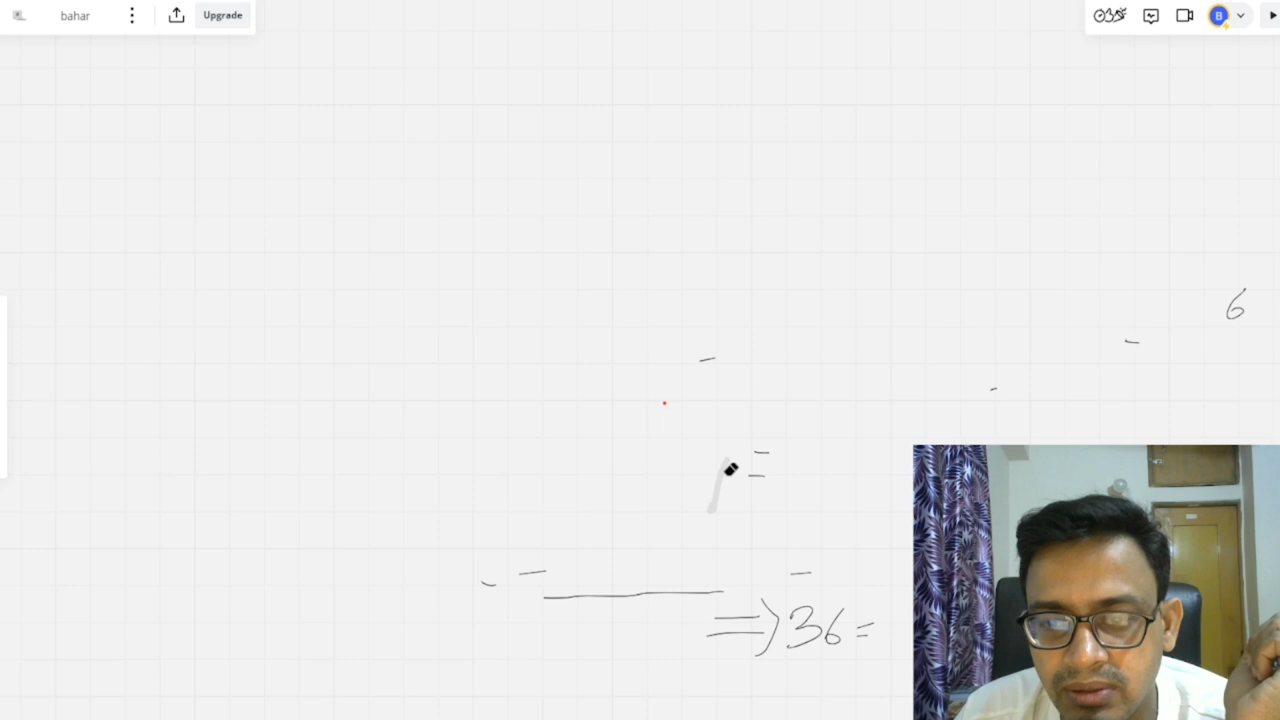 bahar Upgrade B
6
=
⇒ 36 =